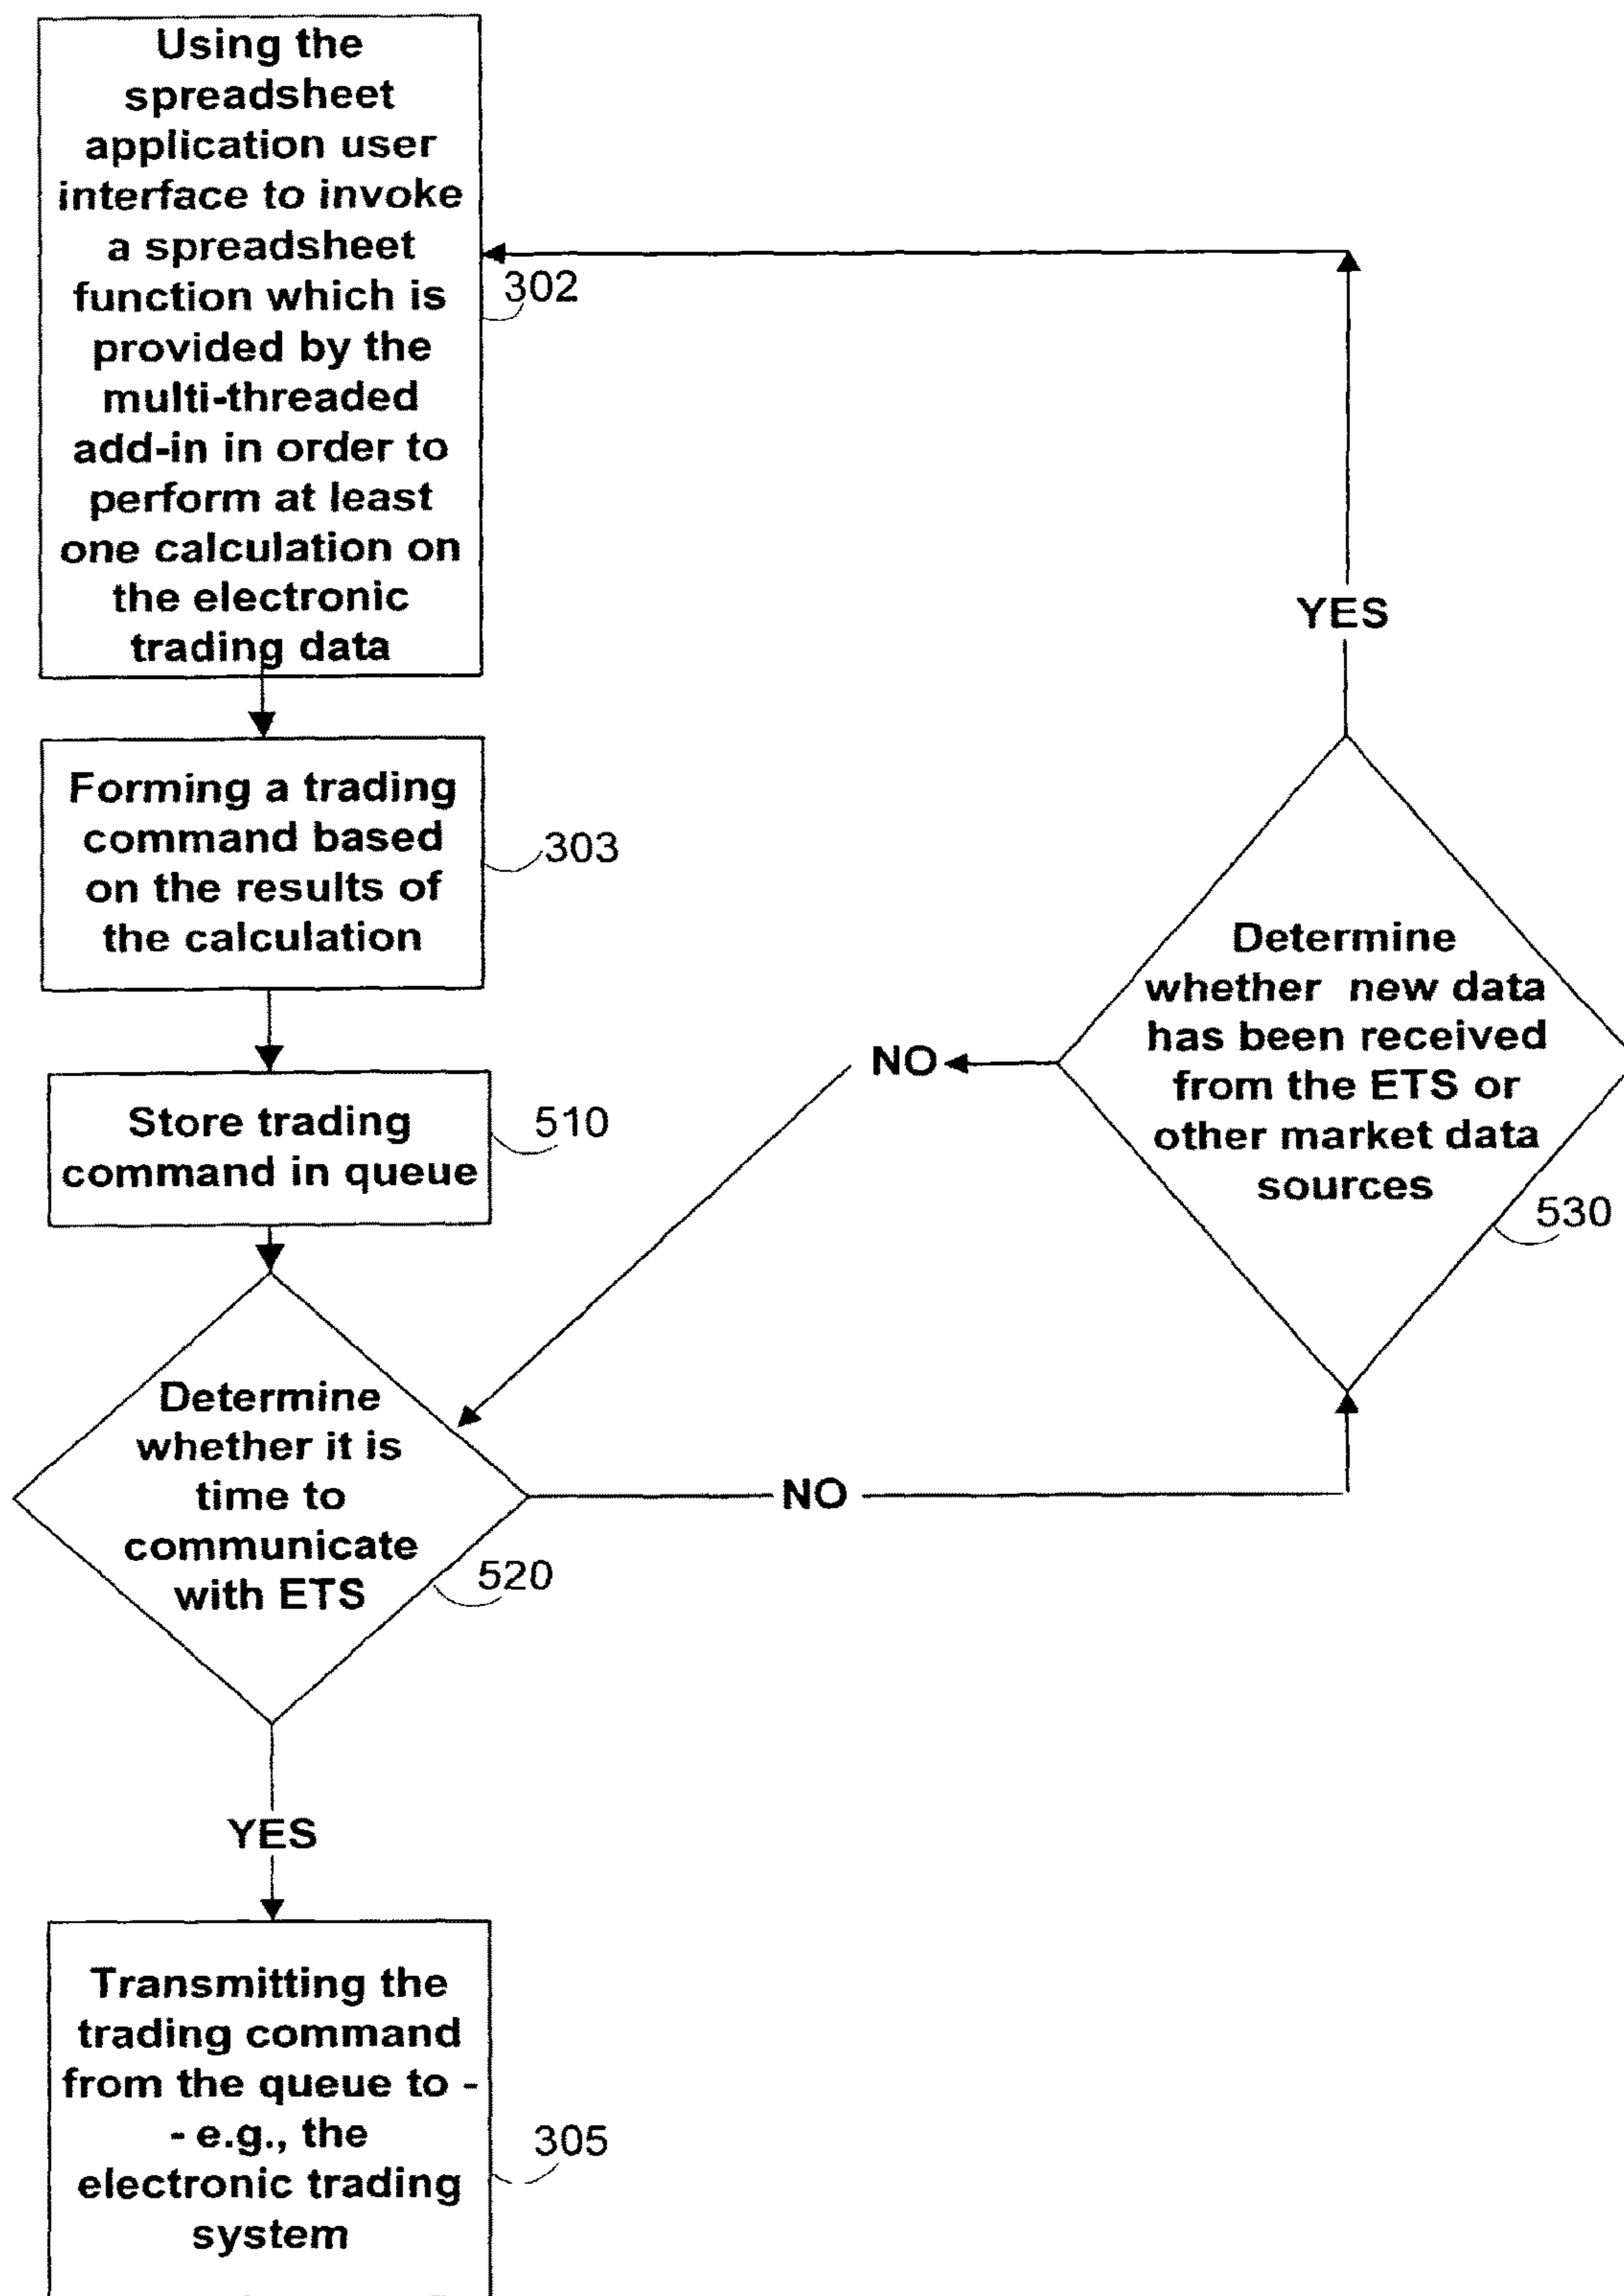 Using the
spreadsheet
application user
interface to invoke
a spreadsheet
function which is
provided by the
multi-threaded
add-in in order to
perform at least
one calculation on
the electronic
trading data
302
Forming a trading
command based
on the results of
the calculation
303
Store trading
command in queue
510
Determine
whether it is
time to
communicate
with ETS
520
NO
YES
Determine
whether new data
has been received
from the ETS or
other market data
sources
530
NO
YES
Transmitting the
trading command
from the queue to -
- e.g., the
electronic trading
system
305